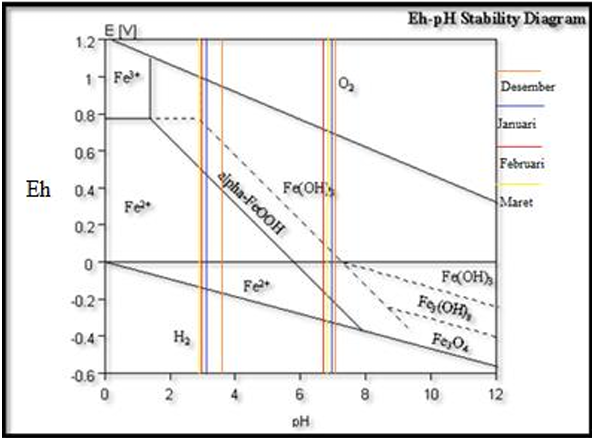 Eh-pH Stability Diagram
E [V]
1.2
1
0.8
0.6
0.4
0.2
0
-0.2
-0.4
-0.6
Eh
Fe3+
O2
Fe(OH)3
alpha-FeOOH
Fe2+
Fe2+
Fe(OH)3
Fe3(OH)8
Fe3O4
H2
0 2 4 6 8 10 12
pH
Desember
Januari
Februari
Maret